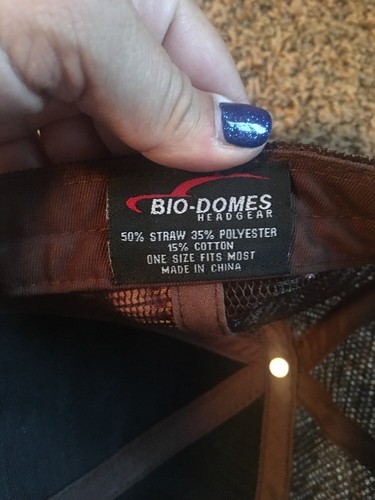 BIO-DOMES
HEADGEAR
50% STRAW 35% POLYESTER
15% COTTON
ONE SIZE FITS MOST
MADE IN CHINA